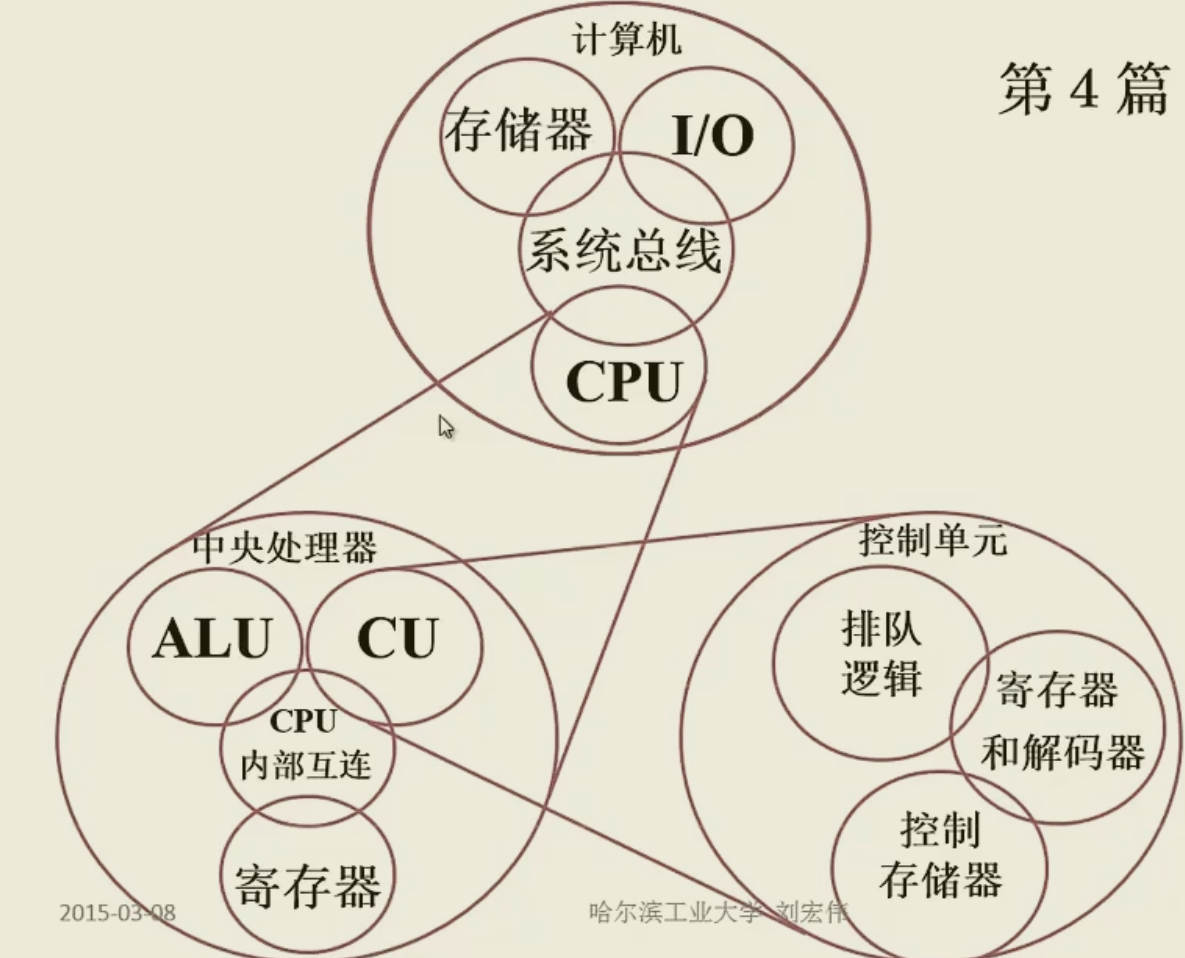 计算机
第 4 篇
存储器
I/O
系统总线
CPU
中央处理器
ALU
CU
CPU
内部互连
寄存器
控制单元
排队
逻辑
寄存器
和解码器
控制
存储器
2015-03-08
哈尔滨工业大学 刘宏伟